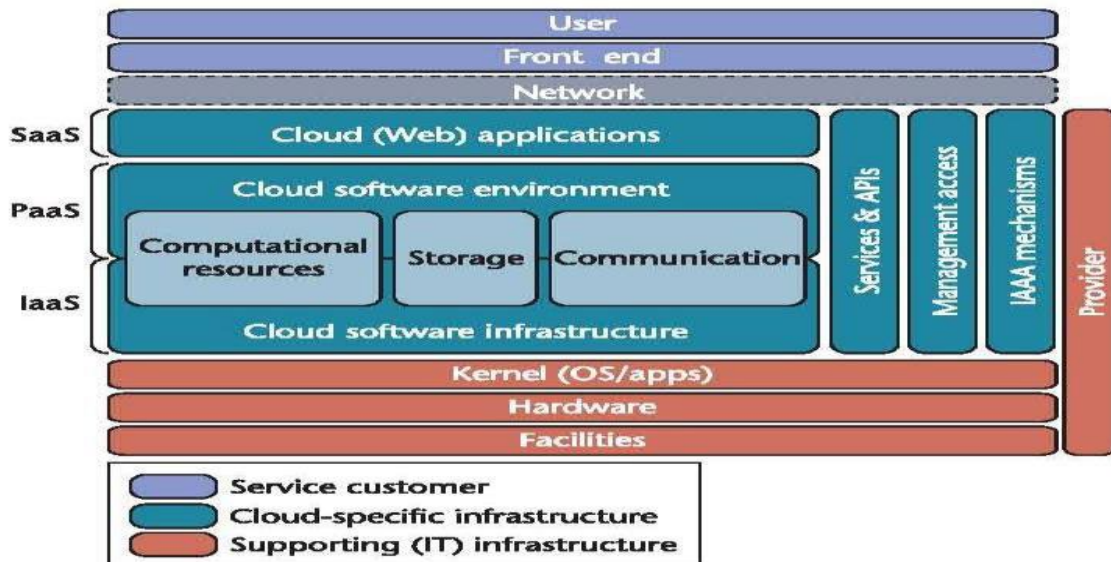 User
Front end
Network
SaaS
Cloud (Web) applications
PaaS
Cloud software environment
Computational
resources
Storage
Communication
IaaS
Cloud software infrastructure
Services & APIs
Management access
IAAA mechanisms
Provider
Kernel (OS/apps)
Hardware
Facilities
Service customer
Cloud-specific infrastructure
Supporting (IT) infrastructure